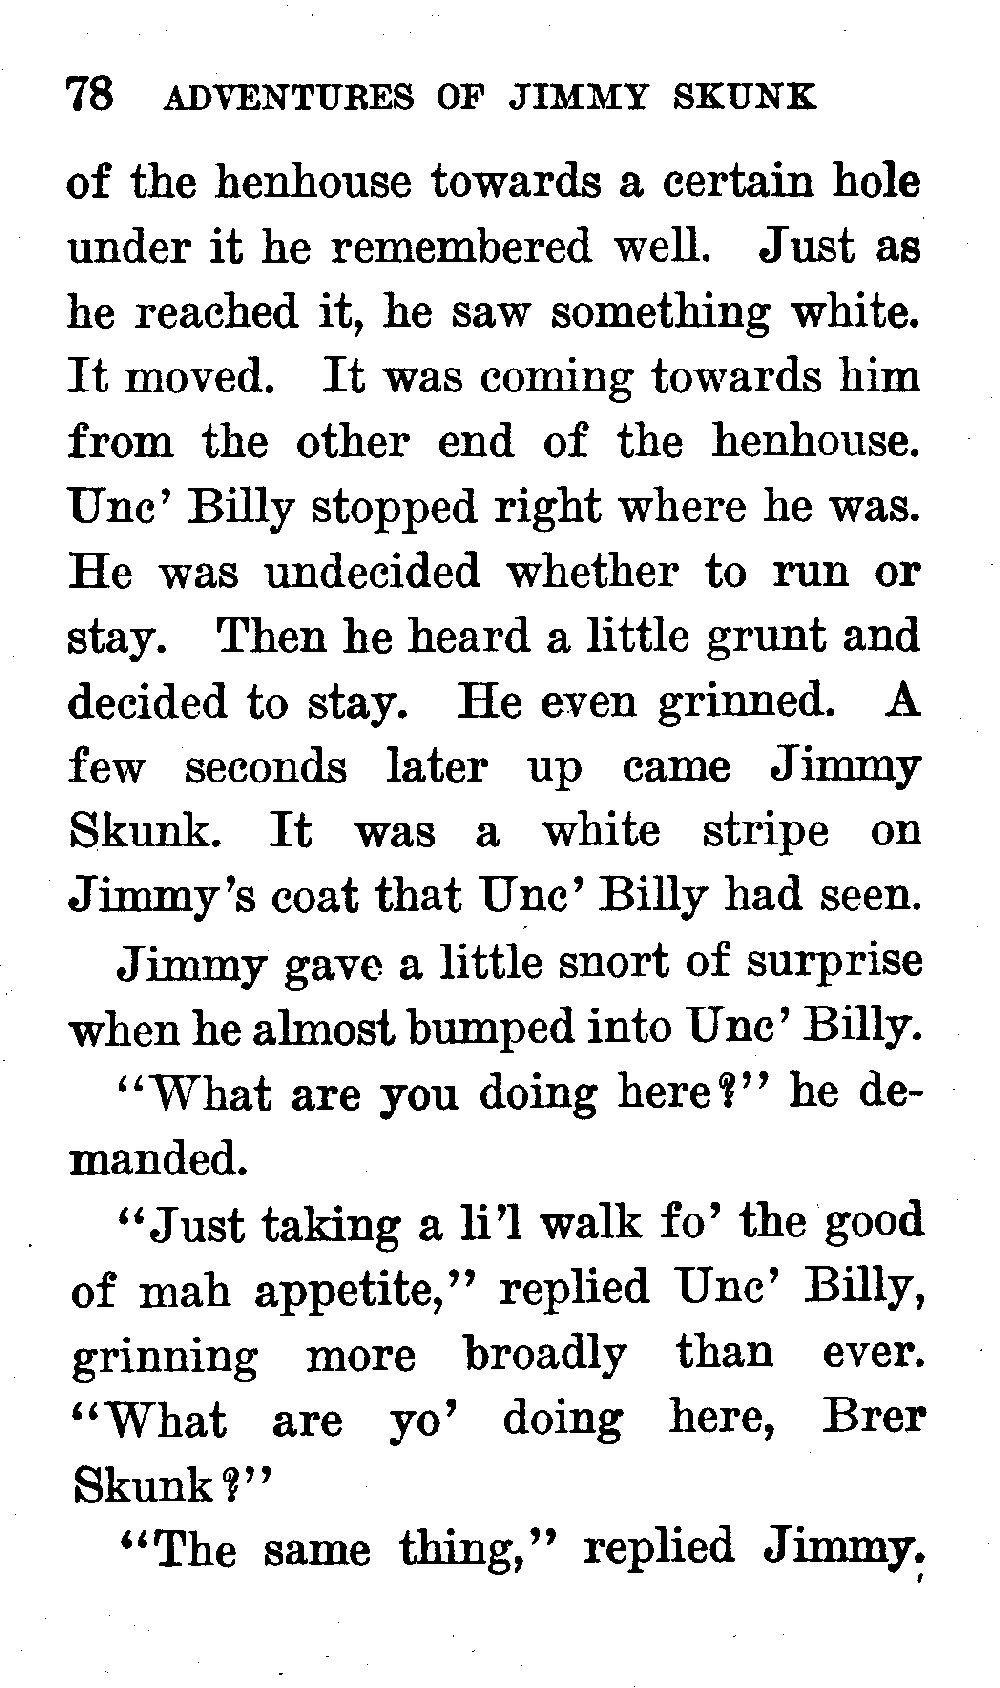 78 ADVENTURES OF JIMMY SKUNK
of the henhouse towards a certain hole
under it he remembered well. Just as
he reached it, he saw something white.
It moved. It was coming towards him
from the other end of the henhouse.
Unc' Billy stopped right where he was.
He was undecided whether to run or
stay. Then he heard a little grunt and
decided to stay. He even grinned. A
few seconds later up came Jimmy
Skunk. It was a white stripe on
Jimmy's coat that Unc' Billy had seen.
Jimmy gave a little snort of surprise
when he almost bumped into Unc' Billy.
"What are you doing here?" he de-
manded.
"Just taking a li'l walk fo' the good
of mah appetite," replied Unc' Billy,
grinning more broadly than ever.
"What are yo' doing here, Brer
Skunk?"
"The same thing," replied Jimmy.